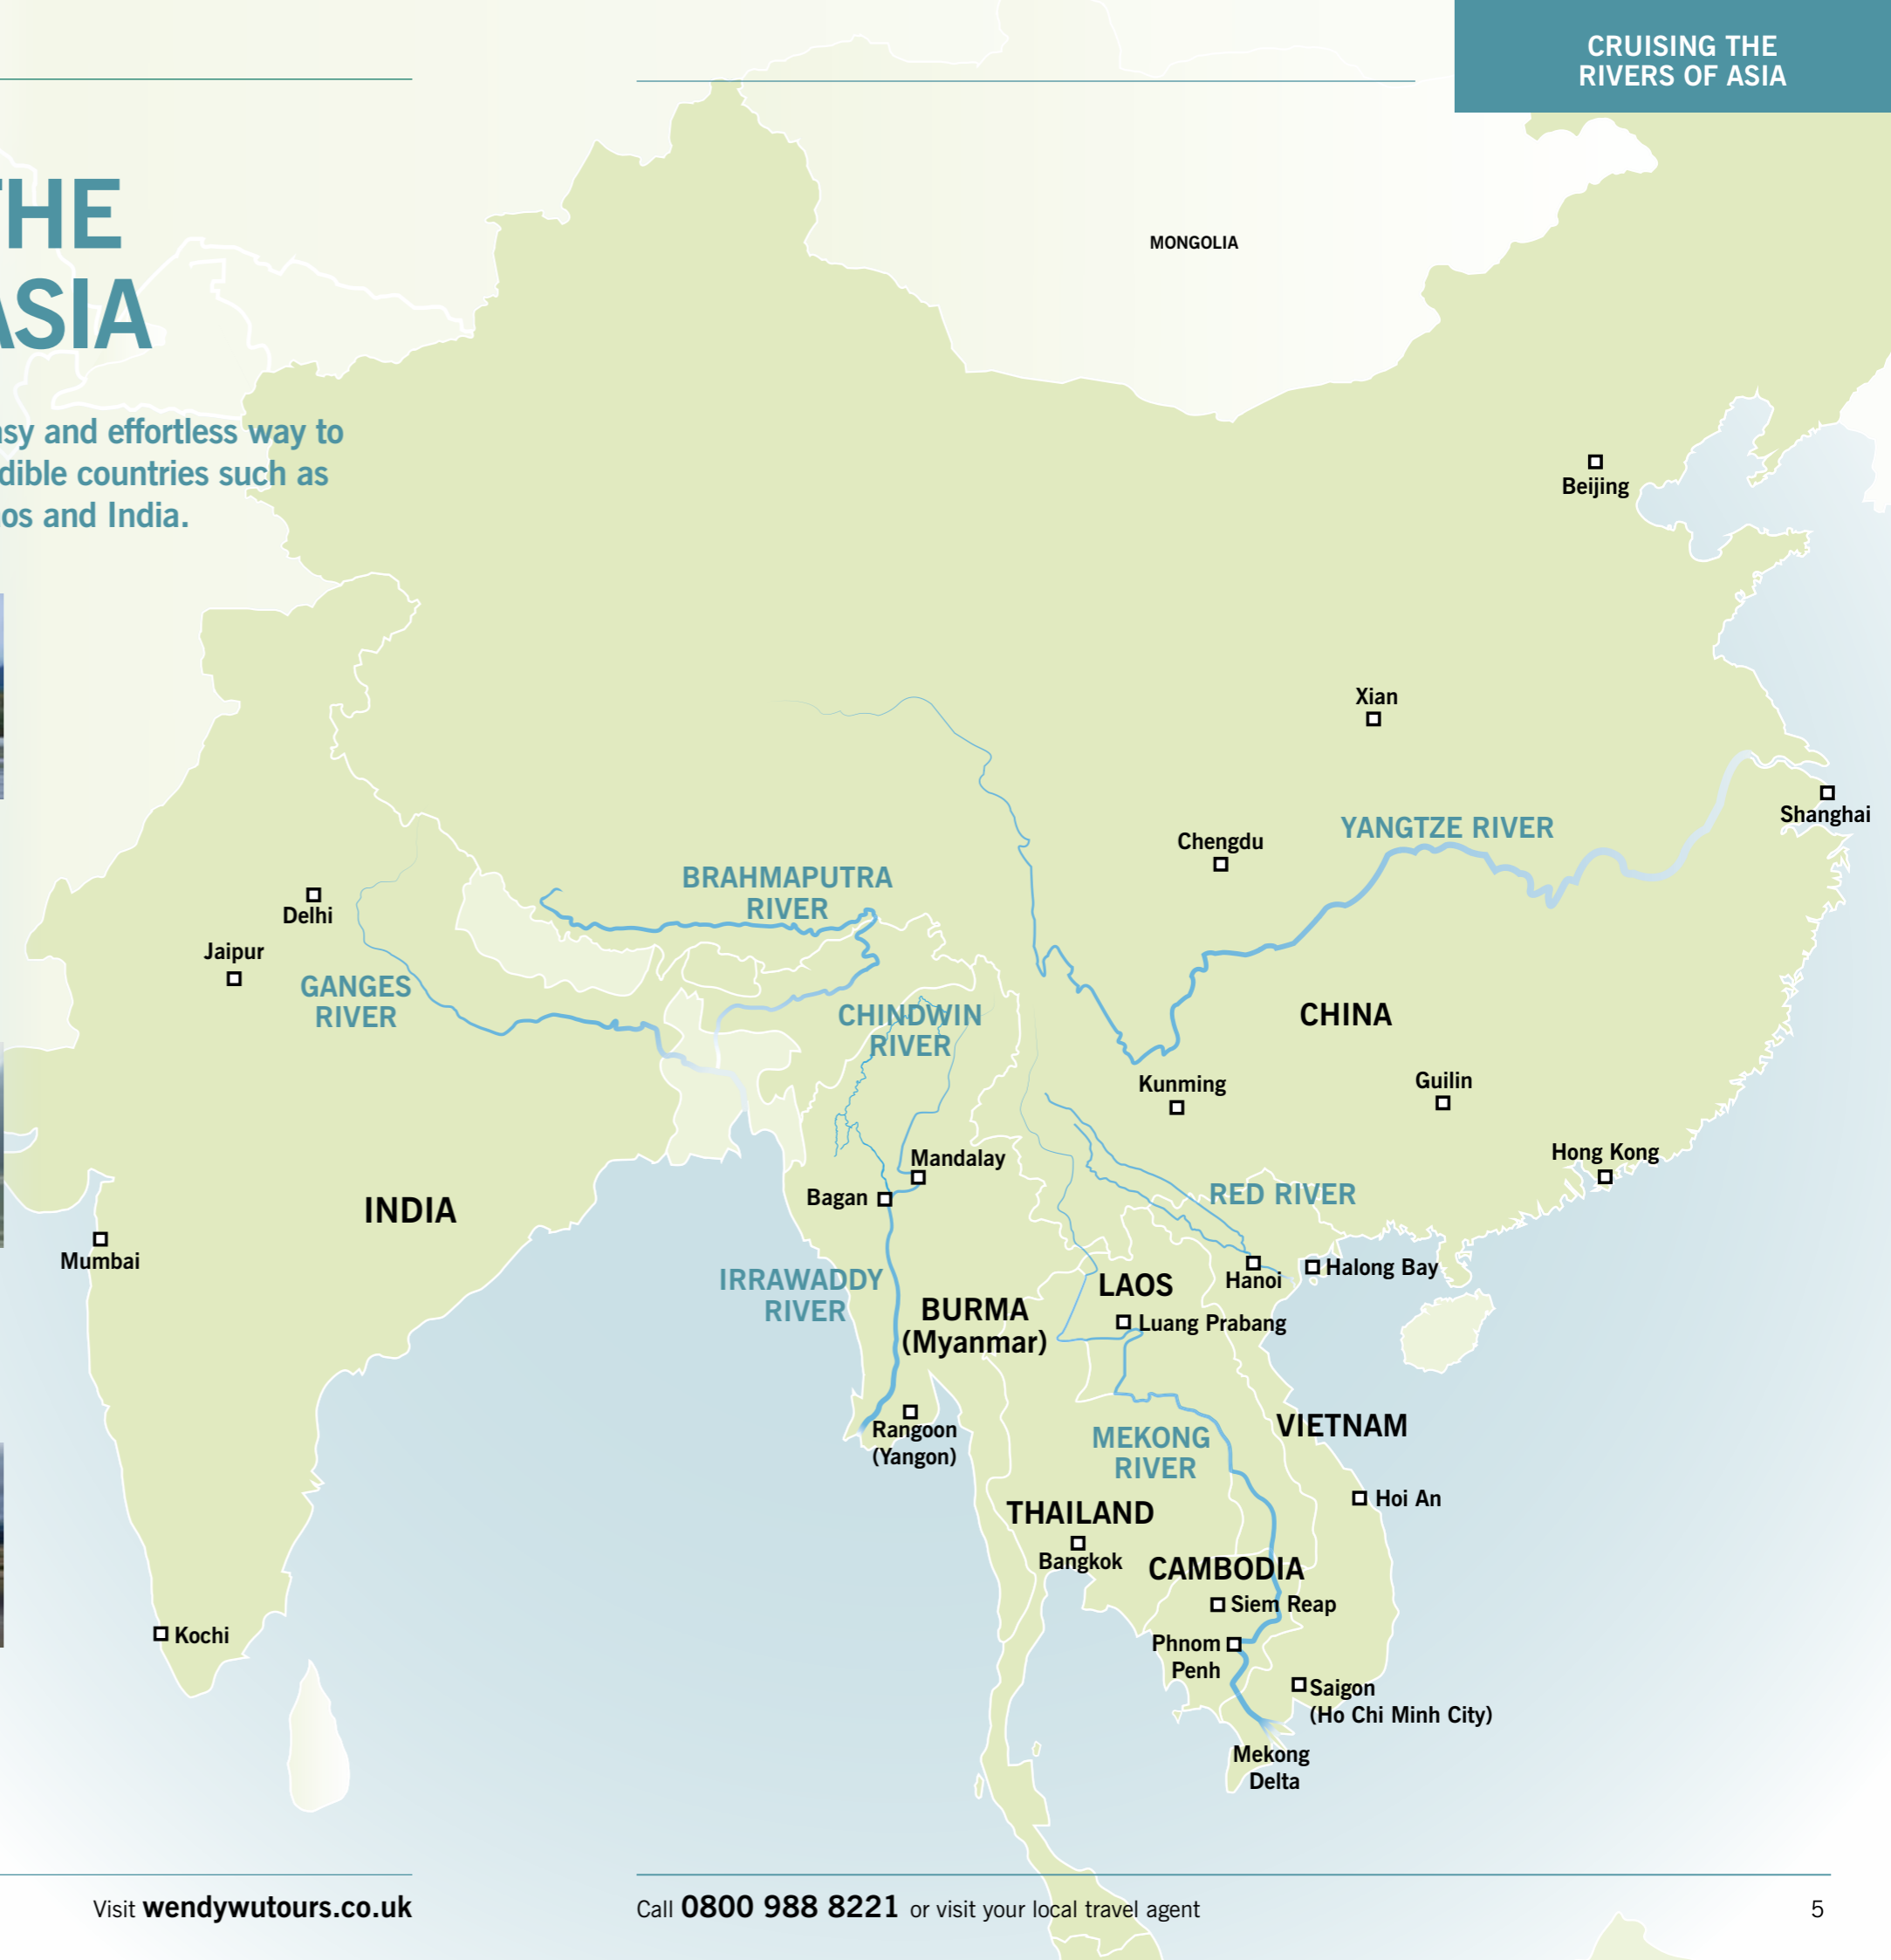 CRUISING THE
RIVERS OF ASIA
THE
ASIA
and effortless way to
countries such as
and India.
MONGOLIA
Beijing
Xian
Shanghai
YANGTZE RIVER
Chengdu
BRAHMAPUTRA
RIVER
Delhi
Jaipur
GANGES
RIVER
CHINDWIN
RIVER
CHINA
Kunming
Guilin
Hong Kong
Mandalay
Bagan
RED RIVER
INDIA
Mumbai
Hanoi
Halong Bay
IRRAWADDY
RIVER
LAOS
BURMA
(Myanmar)
Luang Prabang
Rangoon
(Yangon)
MEKONG
RIVER
VIETNAM
Hoi An
THAILAND
Bangkok
CAMBODIA
Siem Reap
Kochi
Phnom
Penh
Saigon
(Ho Chi Minh City)
Mekong
Delta
Visit wendywutours.co.uk
Call 0800 988 8221 or visit your local travel agent
5